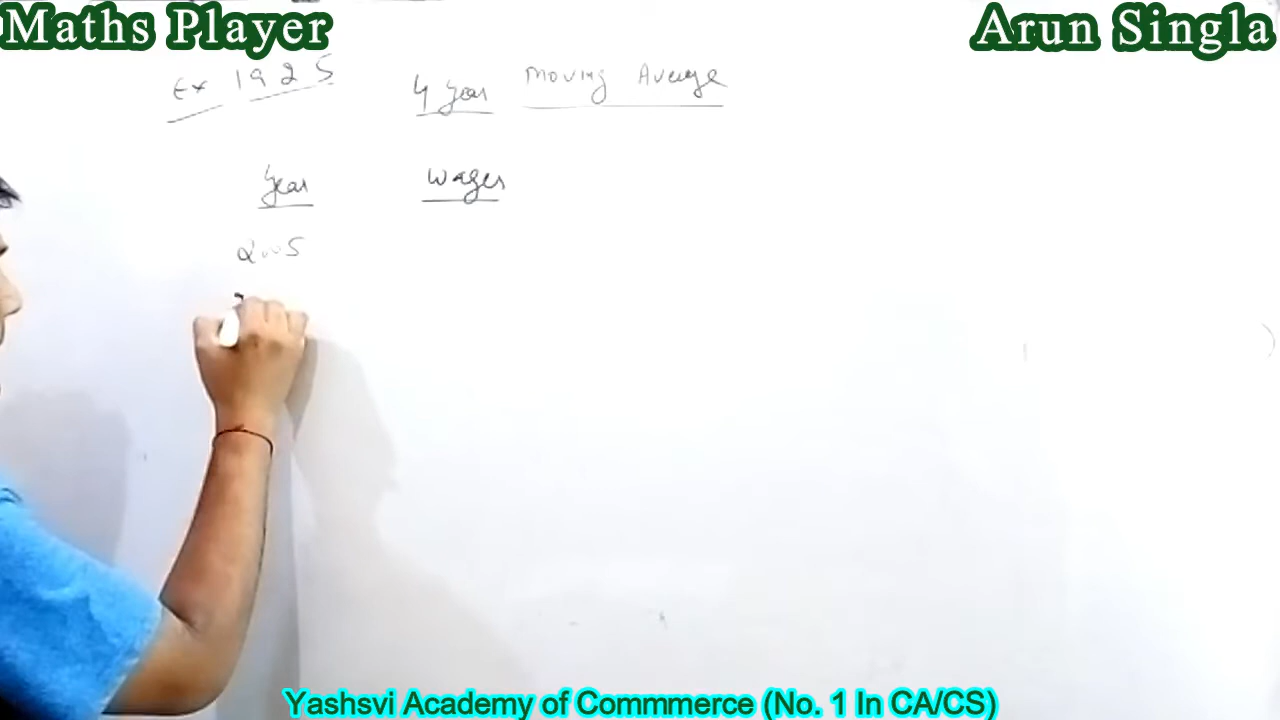 Maths Player
Arun Singla
Ex 1925
4 year Moving Average
Year Wages
2005
Yashsvi Academy of Commmerce (No. 1 In CA/CS)